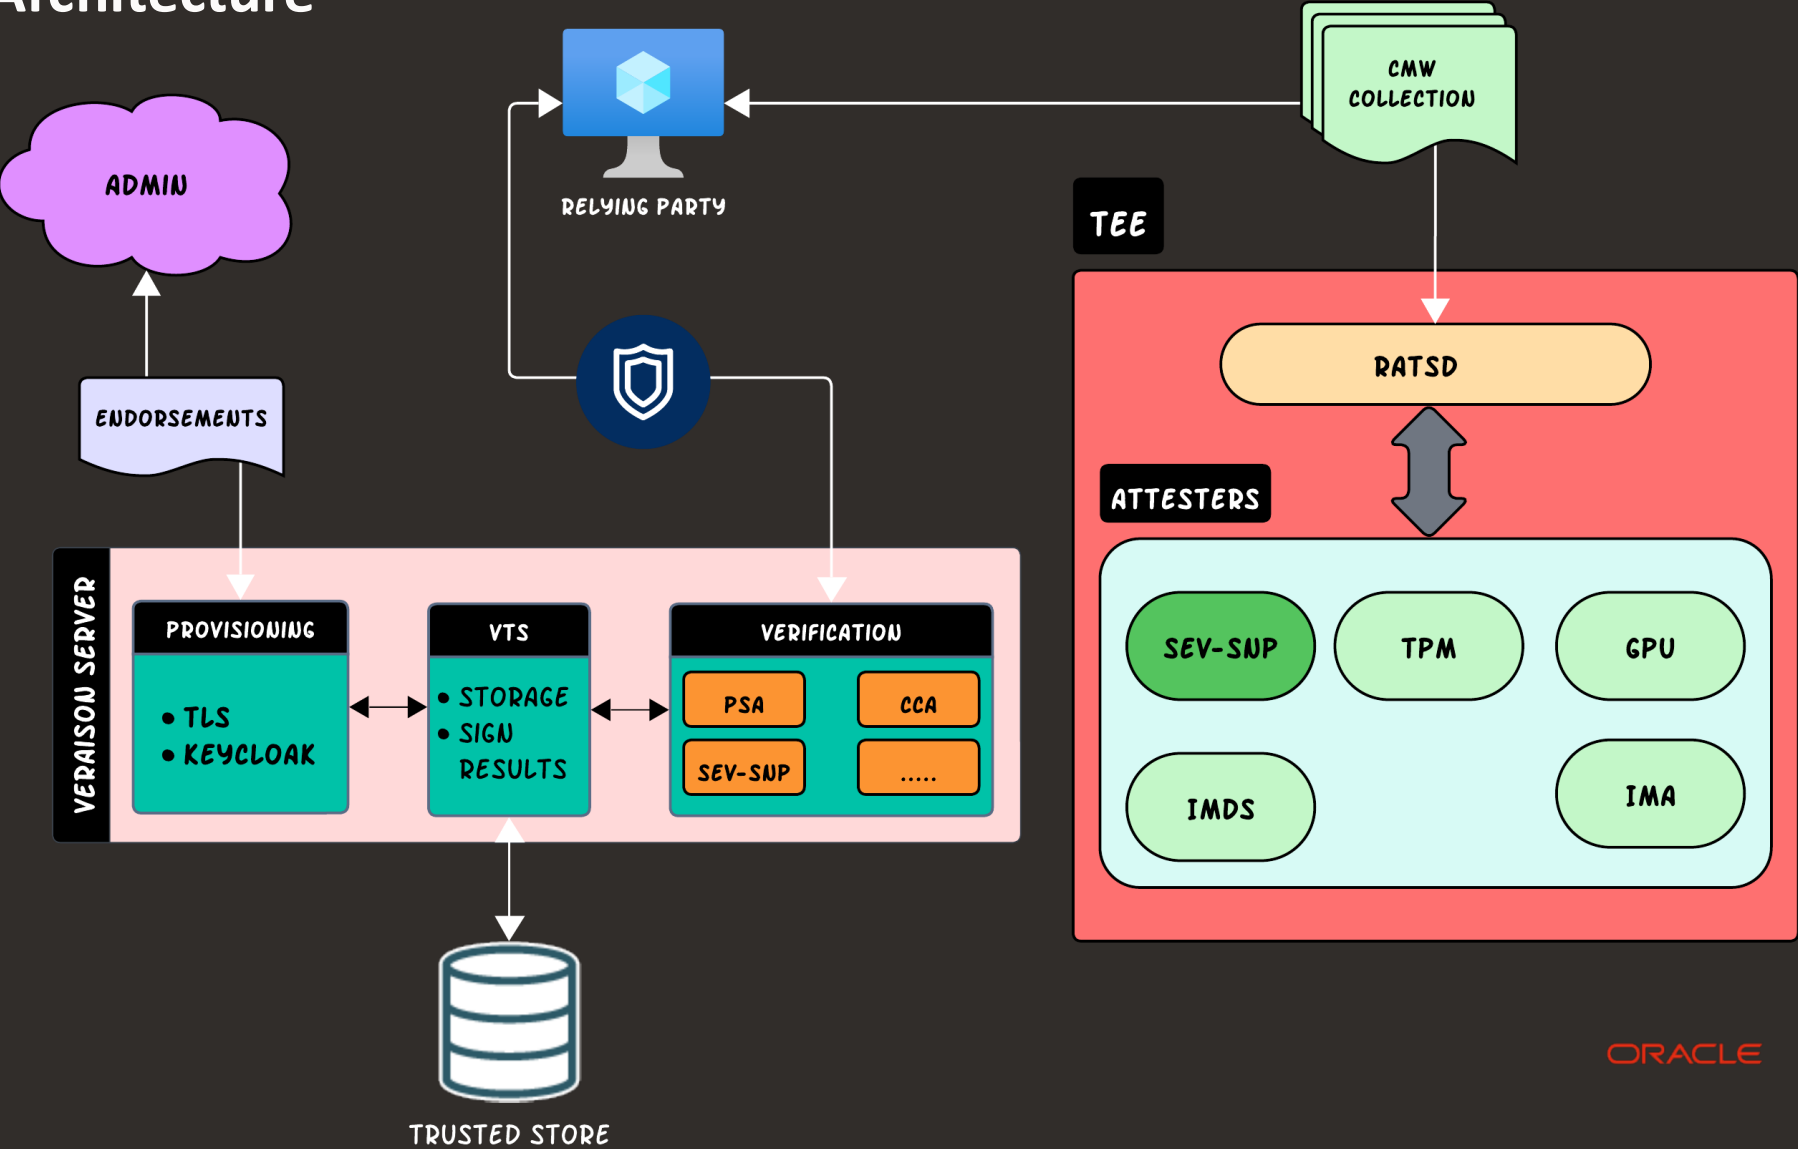 Architecture
CMW
COLLECTION
ADMIN
RELYING PARTY
TEE
RATSD
ENDORSEMENTS
ATTESTERS
VERAISON SERVER
PROVISIONING
• TLS
• KEYCLOAK
VTS
• STORAGE
• SIGN
RESULTS
VERIFICATION
PSA
CCA
SEV-SNP
.....
SEV-SNP
TPM
GPU
IMDS
IMA
TRUSTED STORE
ORACLE